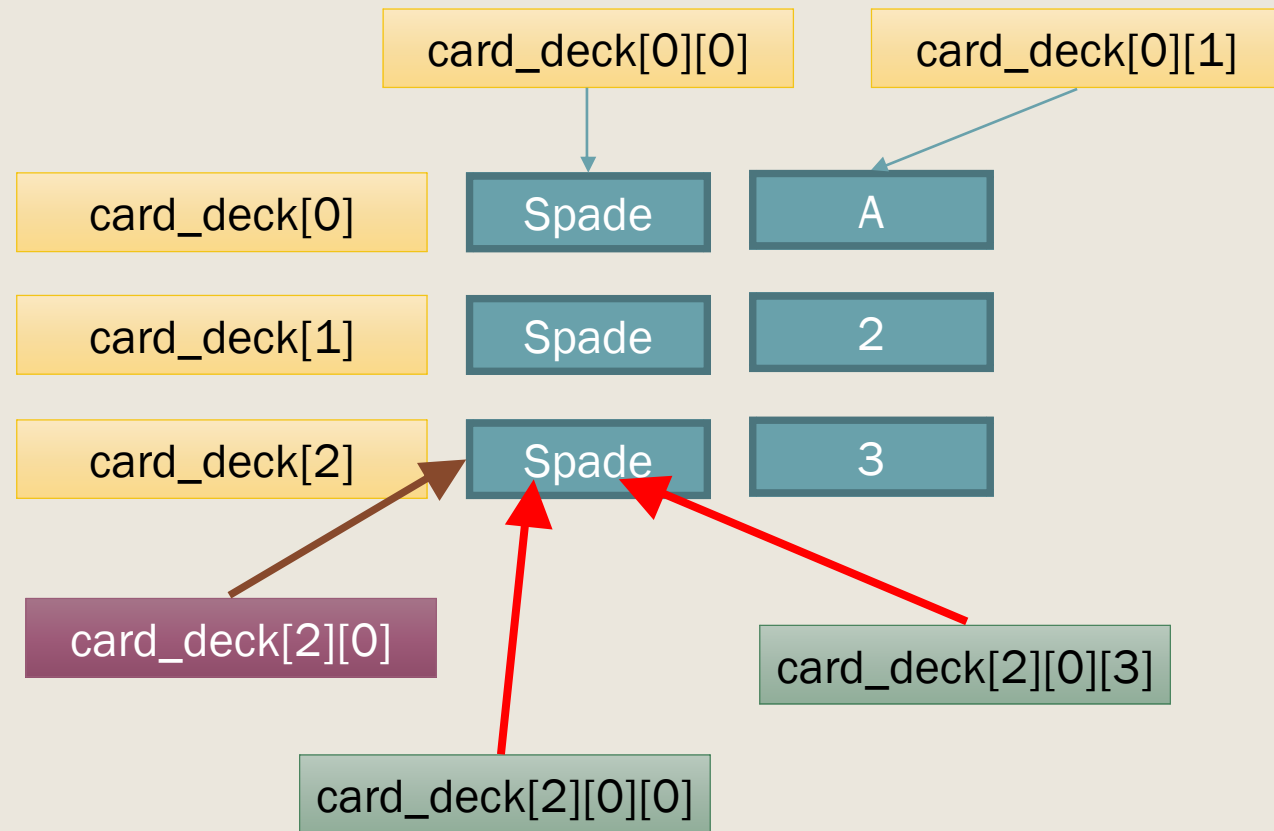 card_deck[0][0]
card_deck[0][1]
card_deck[0]
Spade
A
card_deck[1]
Spade
2
card_deck[2]
Spade
3
card_deck[2][0]
card_deck[2][0][3]
card_deck[2][0][0]